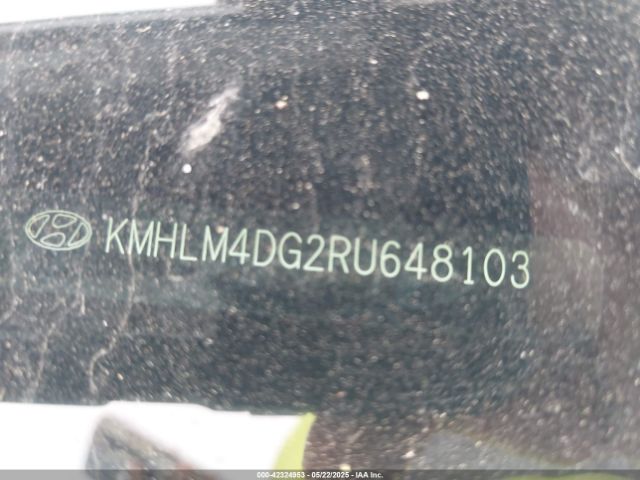 KMHLM4DG2RU648103
000-42324953 - 05/22/2025 - IAA Inc.